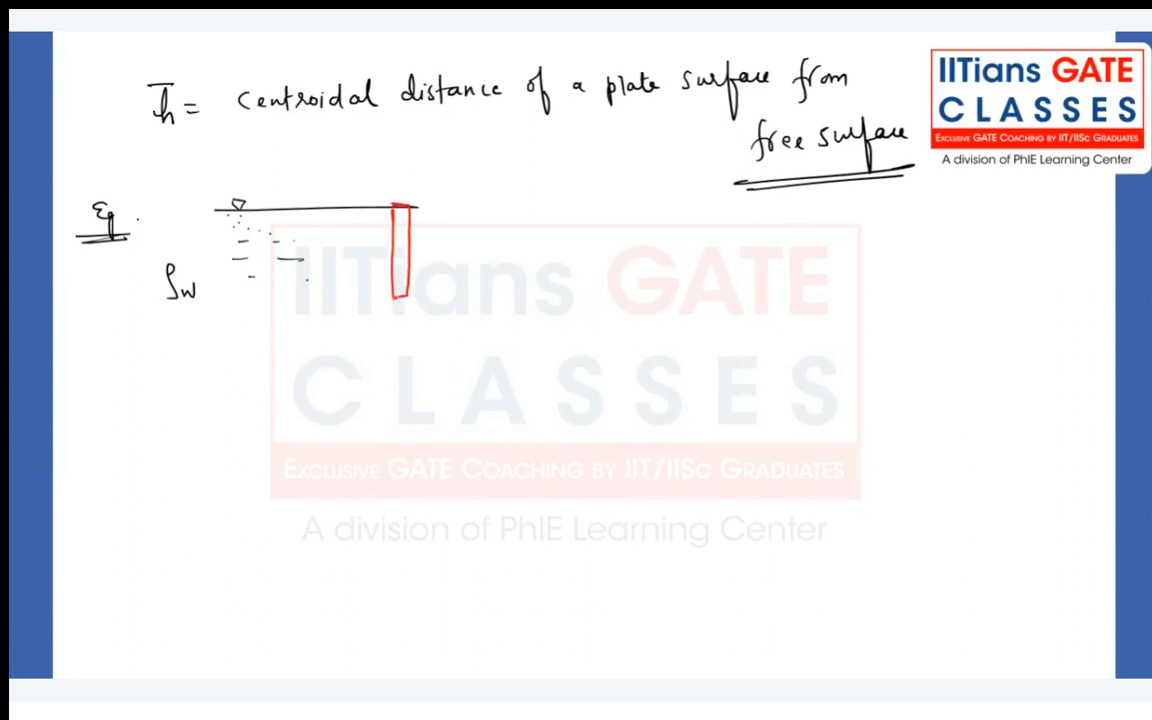 h̄ = centroidal distance of a plate surface from
free surface
IITians GATE
CLASSES
EXCLUSIVE GATE COACHING BY IIT/IISc GRADUATES
A division of PhIE Learning Center
Eg.
ρw
IITians GATE
CLASSES
EXCLUSIVE GATE COACHING BY IIT/IISc GRADUATES
A division of PhIE Learning Center